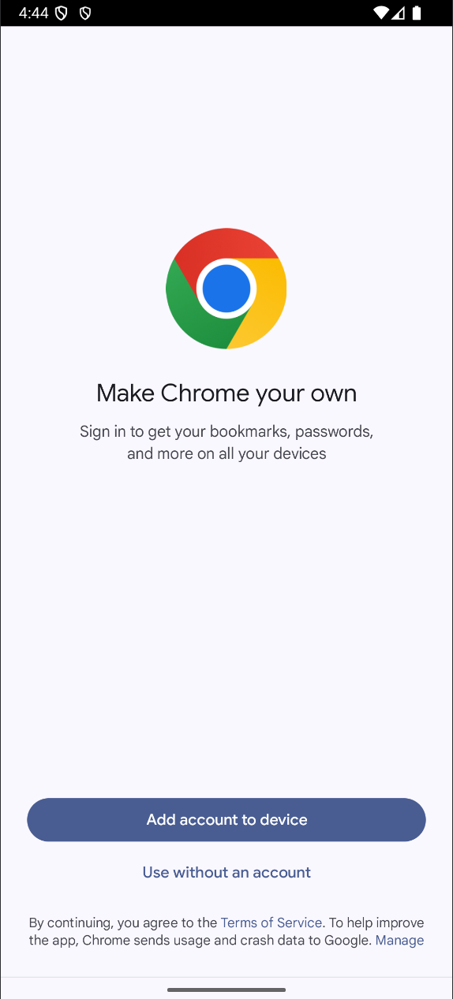 4:44
Make Chrome your own
Sign in to get your bookmarks, passwords,
and more on all your devices
Add account to device
Use without an account
By continuing, you agree to the Terms of Service. To help improve
the app, Chrome sends usage and crash data to Google. Manage